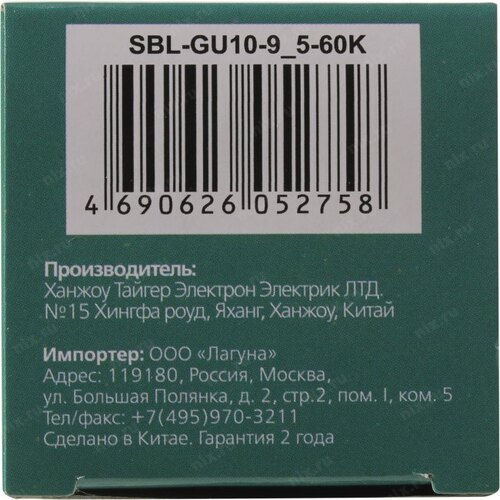 SBL-GU10-9_5-60K
4 690626 052758
Производитель:
Ханжоу Тайгер Электрон Электрик ЛТД.
№15 Хингфа роуд, Яханг, Ханжоу, Китай
Импортер: ООО «Лагуна»
Адрес: 119180, Россия, Москва,
ул. Большая Полянка, д. 2, стр.2, пом. I, ком. 5
Тел/факс: +7(495)970-3211
Сделано в Китае. Гарантия 2 года